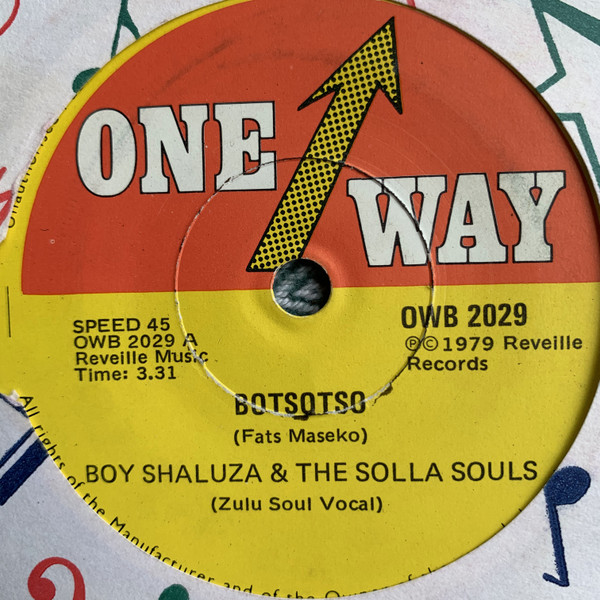 ONE WAY
SPEED 45
OWB 2029 A
Reveille Music
Time: 3.31
OWB 2029
ⓅⒸ1979 Reveille
Records
BOTSOTSO
(Fats Maseko)
BOY SHALUZA & THE SOLLA SOULS
(Zulu Soul Vocal)
All rights of the Manufacturer and of the